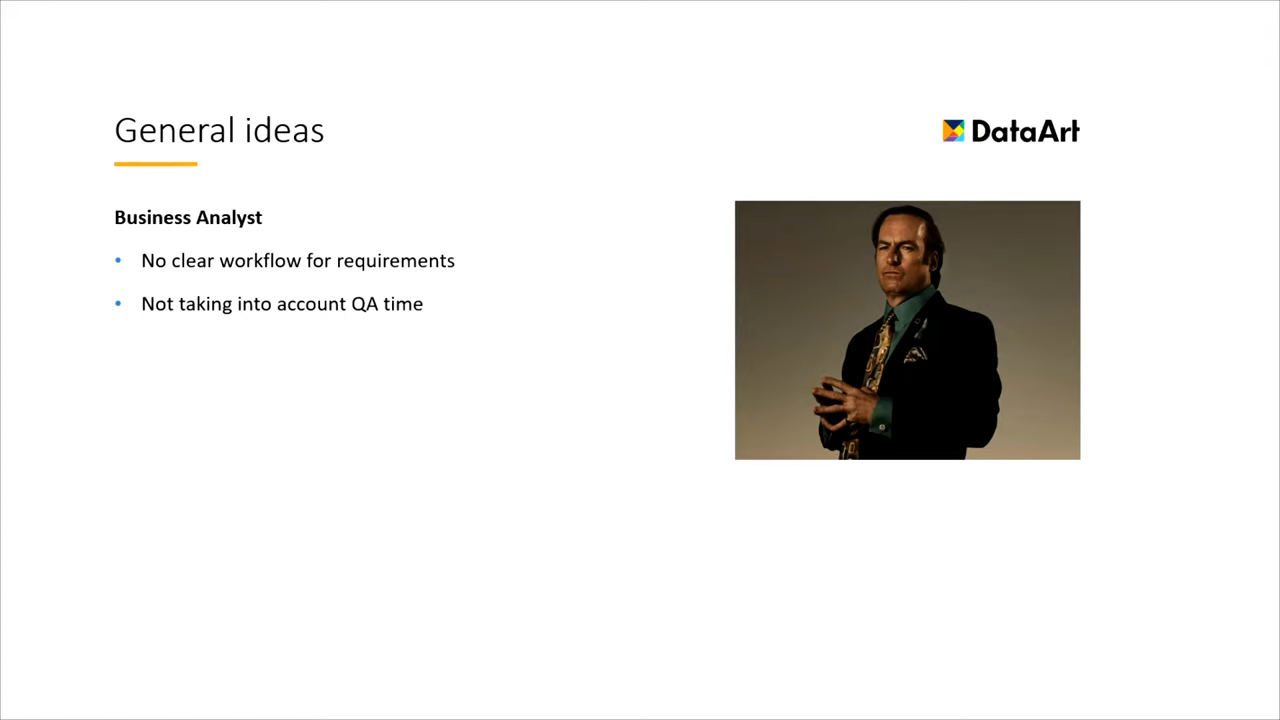 General ideas
DataArt
Business Analyst
• No clear workflow for requirements
• Not taking into account QA time